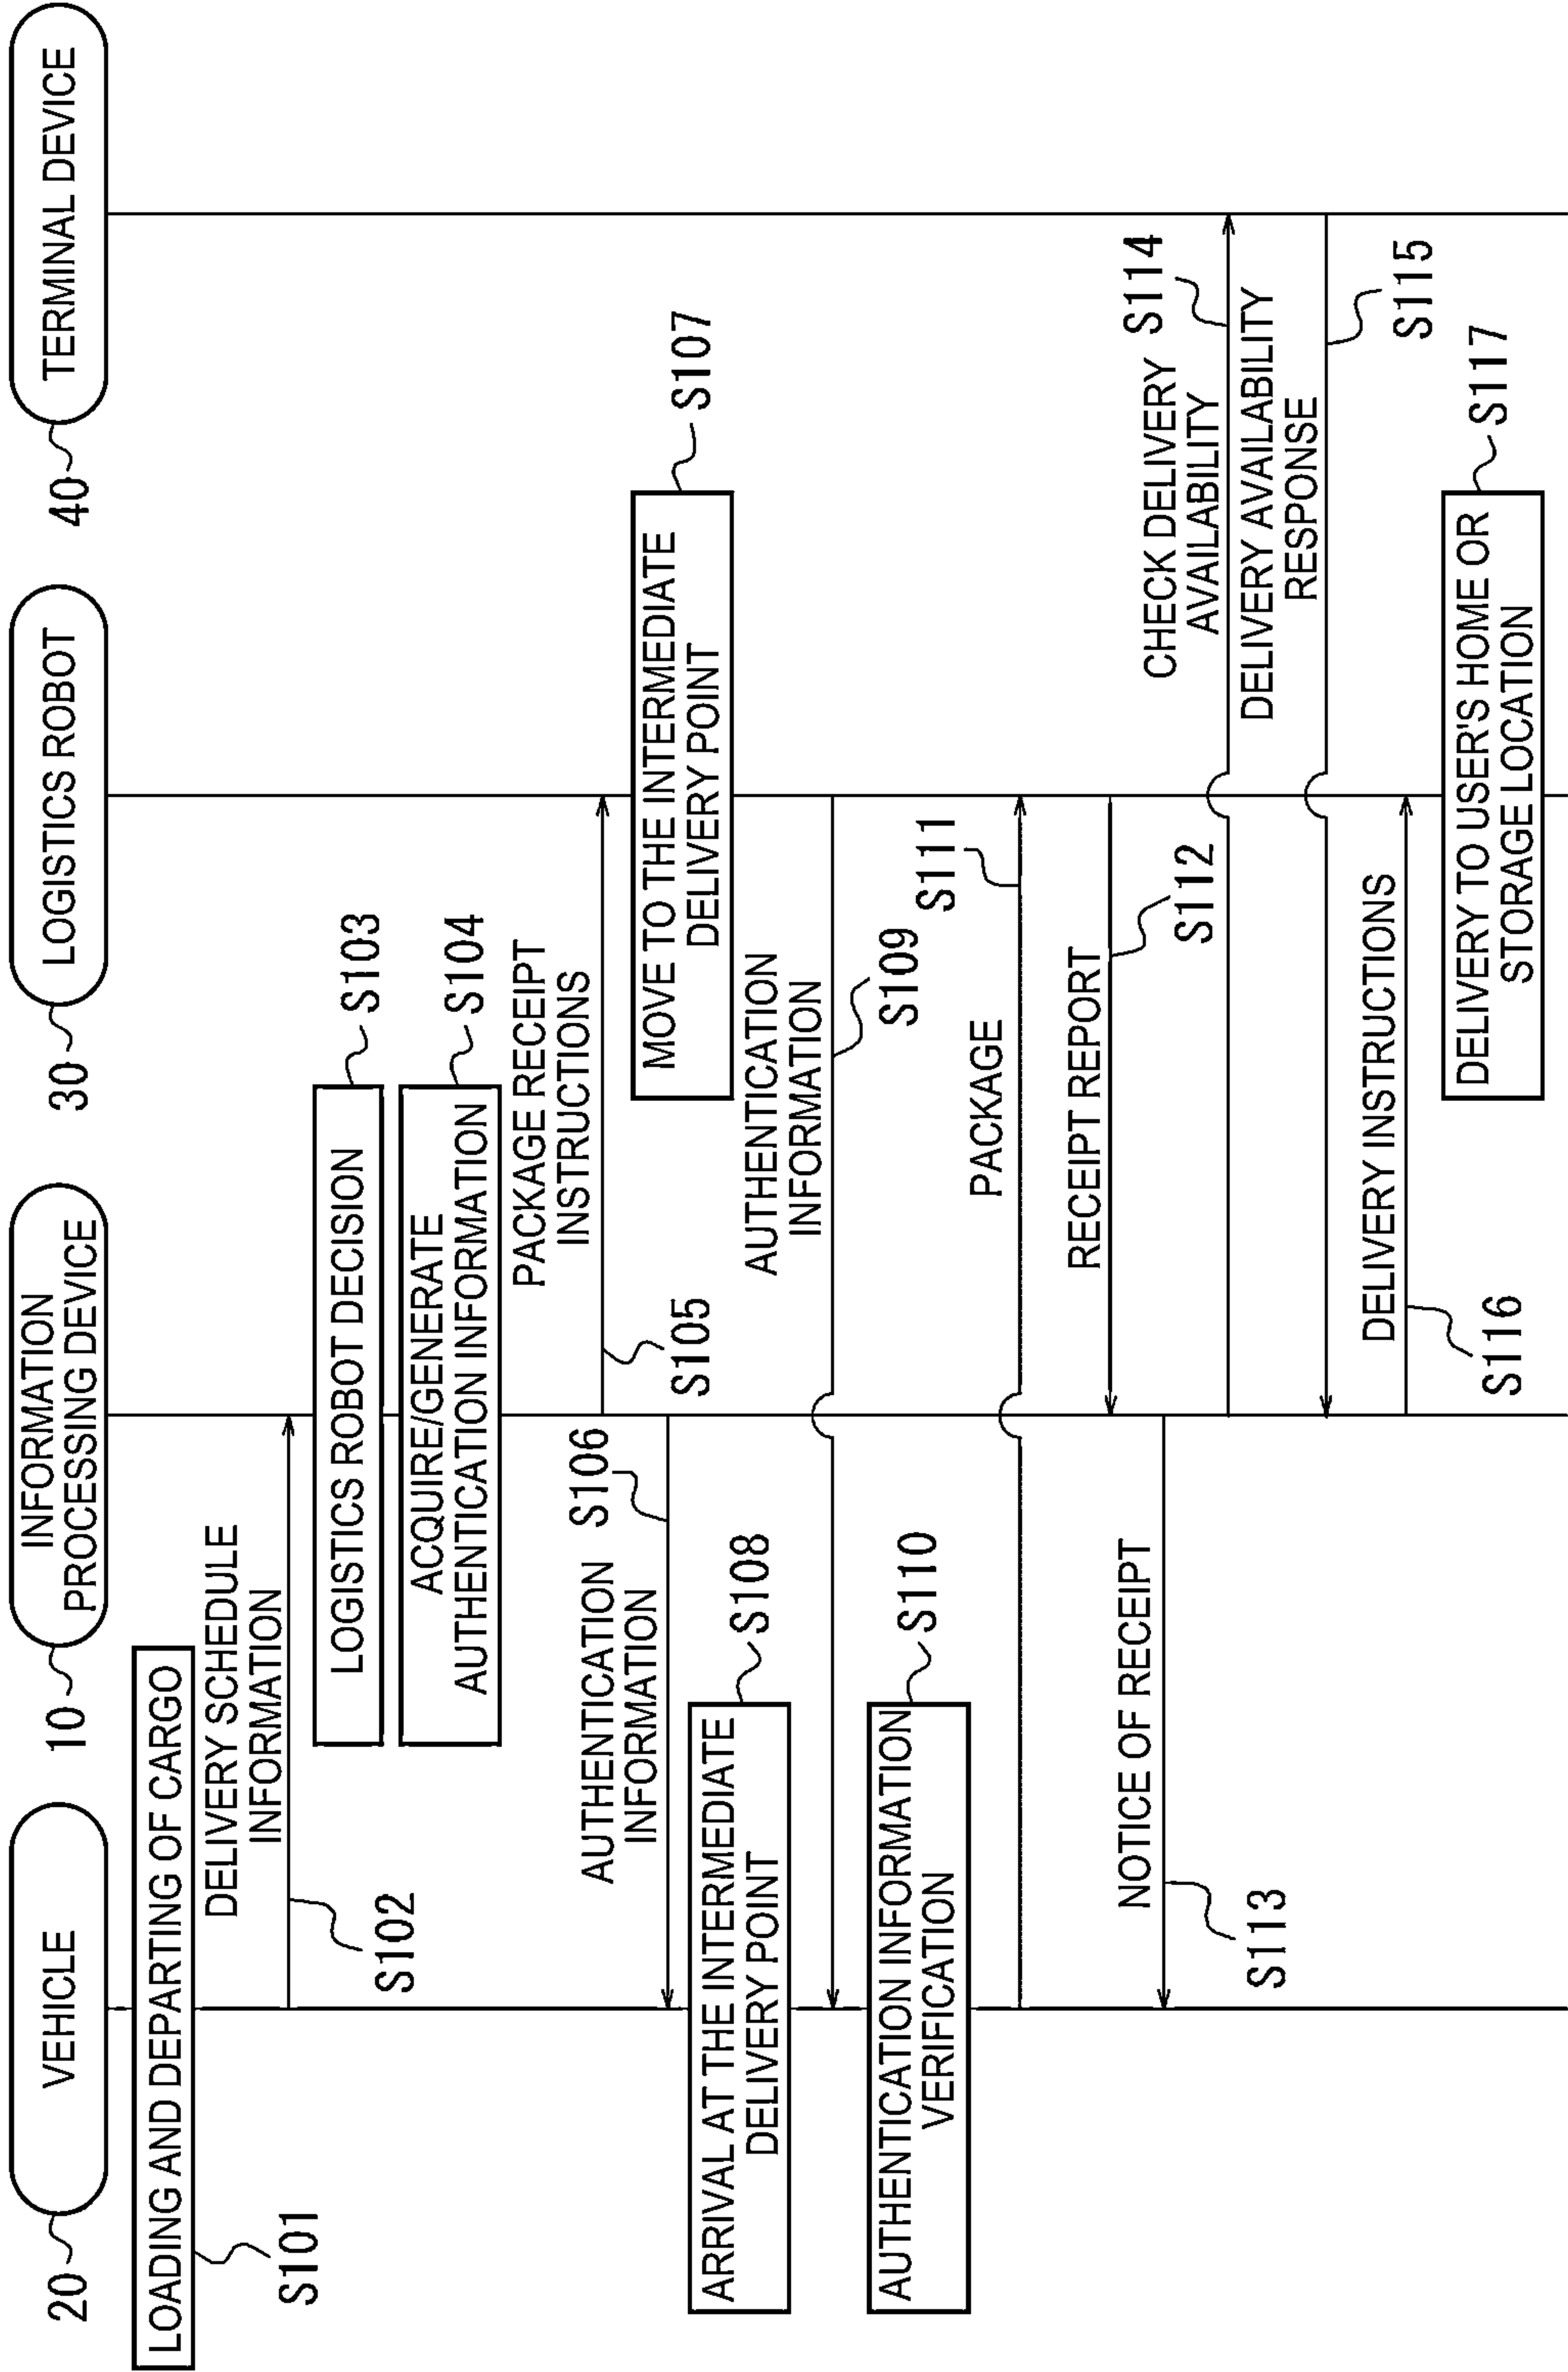 VEHICLE
20
INFORMATION
PROCESSING DEVICE
10
LOGISTICS ROBOT
30
TERMINAL DEVICE
40
LOADING AND DEPARTING OF CARGO
S101
DELIVERY SCHEDULE
INFORMATION
S102
LOGISTICS ROBOT DECISION
S103
ACQUIRE/GENERATE
AUTHENTICATION INFORMATION
S104
PACKAGE RECEIPT
INSTRUCTIONS
S105
AUTHENTICATION
INFORMATION
S106
MOVE TO THE INTERMEDIATE
DELIVERY POINT
S107
ARRIVAL AT THE INTERMEDIATE
DELIVERY POINT
S108
AUTHENTICATION
INFORMATION
S109
AUTHENTICATION INFORMATION
VERIFICATION
S110
PACKAGE
S111
RECEIPT REPORT
S112
NOTICE OF RECEIPT
S113
CHECK DELIVERY
AVAILABILITY
S114
DELIVERY AVAILABILITY
RESPONSE
S115
DELIVERY INSTRUCTIONS
S116
DELIVERY TO USER'S HOME OR
STORAGE LOCATION
S117